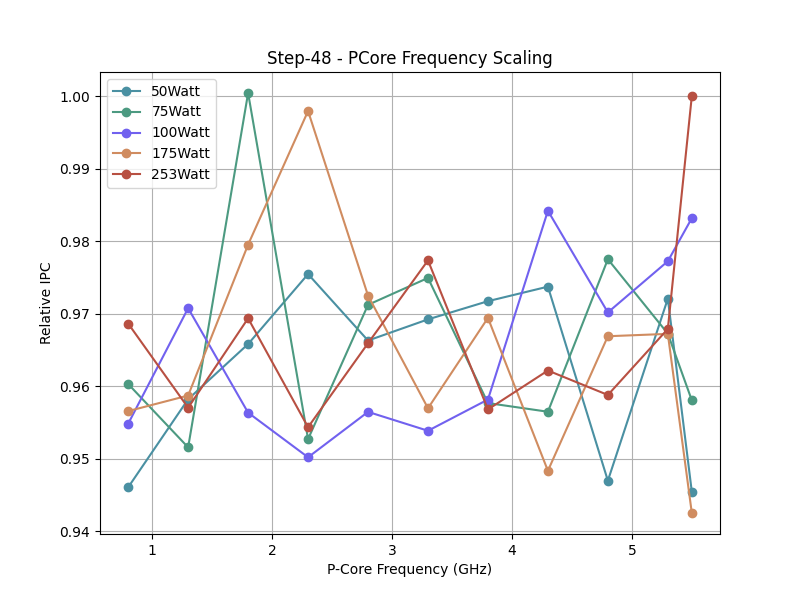 Step-48 - PCore Frequency Scaling
50Watt
75Watt
100Watt
175Watt
253Watt
Relative IPC
1.00
0.99
0.98
0.97
0.96
0.95
0.94
1 2 3 4 5
P-Core Frequency (GHz)